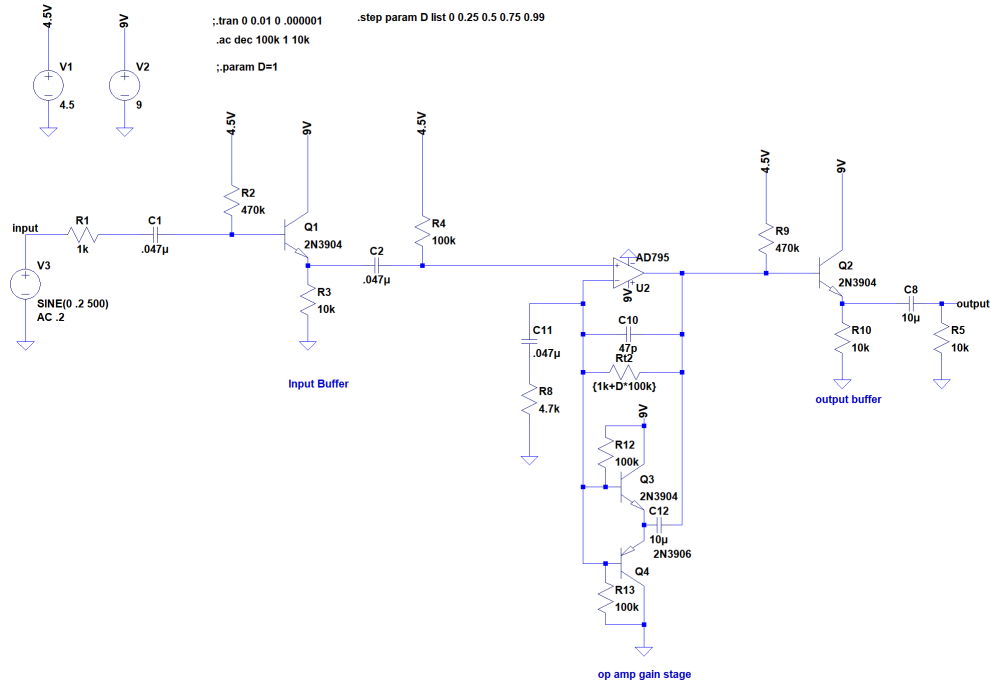 ;.tran 0 0.01 0 .000001
.step param D list 0 0.25 0.5 0.75 0.99
.ac dec 100k 1 10k
;.param D=1
4.5V
9V
V1
4.5
V2
9
4.5V
9V
4.5V
4.5V
9V
input
R1
1k
C1
.047µ
R2
470k
Q1
2N3904
C2
.047µ
R4
100k
R3
10k
V3
SINE(0 .2 500)
AC .2
Input Buffer
AD795
U2
9V
C10
47p
Rt2
{1k+D*100k}
C11
.047µ
R8
4.7k
9V
R12
100k
Q3
2N3904
C12
10µ
2N3906
Q4
R13
100k
op amp gain stage
R9
470k
Q2
2N3904
C8
10µ
output
R10
10k
R5
10k
output buffer